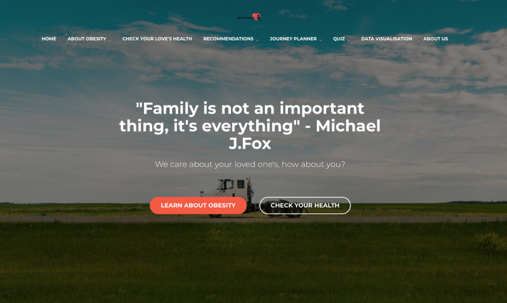 HOME ABOUT OBESITY CHECK YOUR LOVE'S HEALTH RECOMMENDATIONS JOURNEY PLANNER QUIZ DATA VISUALISATION ABOUT US
"Family is not an important
thing, it's everything" - Michael
J.Fox
We care about your loved one's, how about you?
LEARN ABOUT OBESITY CHECK YOUR HEALTH